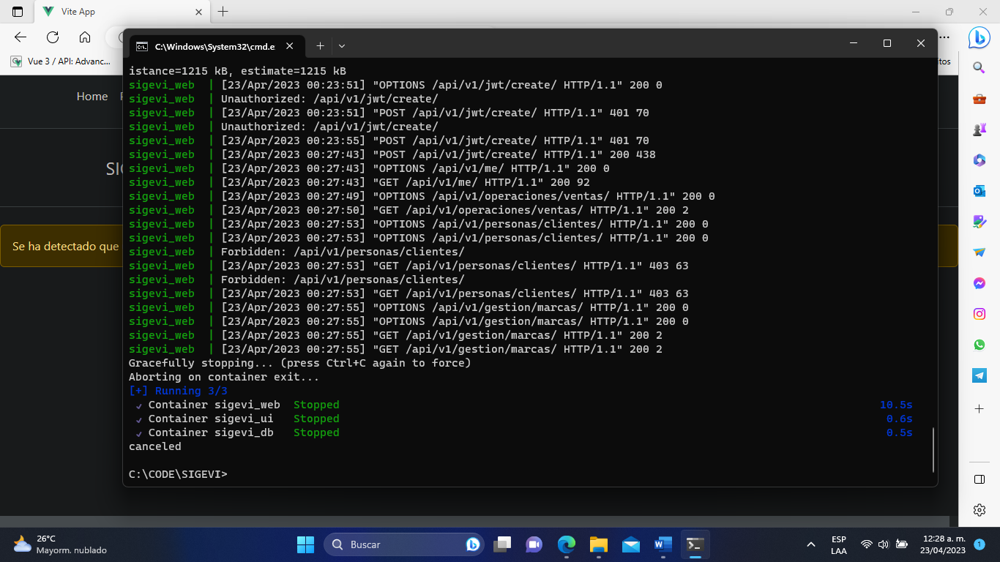 Vite App
Vue 3 / API: Advanc...
Home
C:\Windows\System32\cmd.e
istance=1215 kB, estimate=1215 kB
sigevi_web | [23/Apr/2023 00:23:51] "OPTIONS /api/v1/jwt/create/ HTTP/1.1" 200 0
sigevi_web | Unauthorized: /api/v1/jwt/create/
sigevi_web | [23/Apr/2023 00:23:51] "POST /api/v1/jwt/create/ HTTP/1.1" 401 70
sigevi_web | Unauthorized: /api/v1/jwt/create/
sigevi_web | [23/Apr/2023 00:23:55] "POST /api/v1/jwt/create/ HTTP/1.1" 401 70
sigevi_web | [23/Apr/2023 00:27:43] "POST /api/v1/jwt/create/ HTTP/1.1" 200 438
sigevi_web | [23/Apr/2023 00:27:43] "OPTIONS /api/v1/me/ HTTP/1.1" 200 0
sigevi_web | [23/Apr/2023 00:27:43] "GET /api/v1/me/ HTTP/1.1" 200 92
sigevi_web | [23/Apr/2023 00:27:49] "OPTIONS /api/v1/operaciones/ventas/ HTTP/1.1" 200 0
sigevi_web | [23/Apr/2023 00:27:50] "GET /api/v1/operaciones/ventas/ HTTP/1.1" 200 2
sigevi_web | [23/Apr/2023 00:27:53] "OPTIONS /api/v1/personas/clientes/ HTTP/1.1" 200 0
sigevi_web | [23/Apr/2023 00:27:53] "OPTIONS /api/v1/personas/clientes/ HTTP/1.1" 200 0
sigevi_web | Forbidden: /api/v1/personas/clientes/
sigevi_web | [23/Apr/2023 00:27:53] "GET /api/v1/personas/clientes/ HTTP/1.1" 403 63
sigevi_web | Forbidden: /api/v1/personas/clientes/
sigevi_web | [23/Apr/2023 00:27:53] "GET /api/v1/personas/clientes/ HTTP/1.1" 403 63
sigevi_web | [23/Apr/2023 00:27:55] "OPTIONS /api/v1/gestion/marcas/ HTTP/1.1" 200 0
sigevi_web | [23/Apr/2023 00:27:55] "OPTIONS /api/v1/gestion/marcas/ HTTP/1.1" 200 0
sigevi_web | [23/Apr/2023 00:27:55] "GET /api/v1/gestion/marcas/ HTTP/1.1" 200 2
sigevi_web | [23/Apr/2023 00:27:55] "GET /api/v1/gestion/marcas/ HTTP/1.1" 200 2
Gracefully stopping... (press Ctrl+C again to force)
Aborting on container exit...
[+] Running 3/3
✓ Container sigevi_web Stopped 10.5s
✓ Container sigevi_ui Stopped 0.6s
✓ Container sigevi_db Stopped 0.5s
canceled
C:\CODE\SIGEVI>
Se ha detectado que
26°C
Mayorm. nublado
Buscar
ESP
LAA
12:28 a. m.
23/04/2023
1